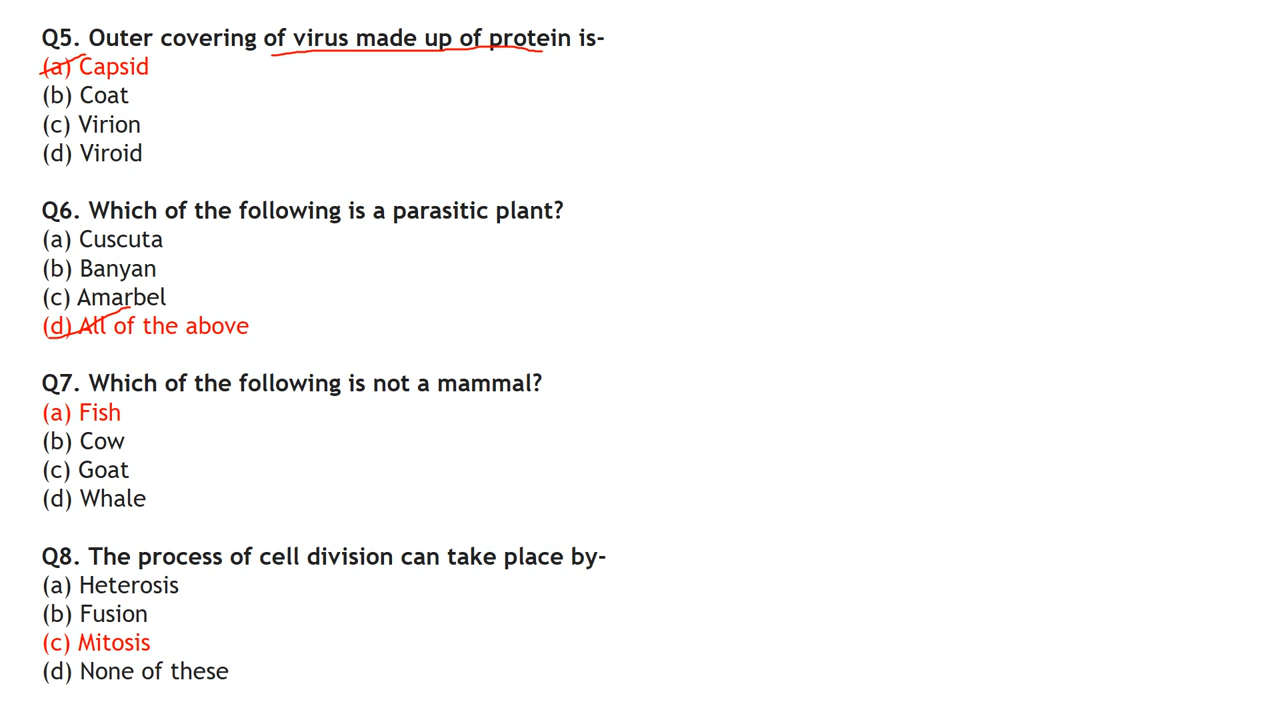 Q5. Outer covering of virus made up of protein is-
(a) Capsid
(b) Coat
(c) Virion
(d) Viroid
Q6. Which of the following is a parasitic plant?
(a) Cuscuta
(b) Banyan
(c) Amarbel
(d) All of the above
Q7. Which of the following is not a mammal?
(a) Fish
(b) Cow
(c) Goat
(d) Whale
Q8. The process of cell division can take place by-
(a) Heterosis
(b) Fusion
(c) Mitosis
(d) None of these